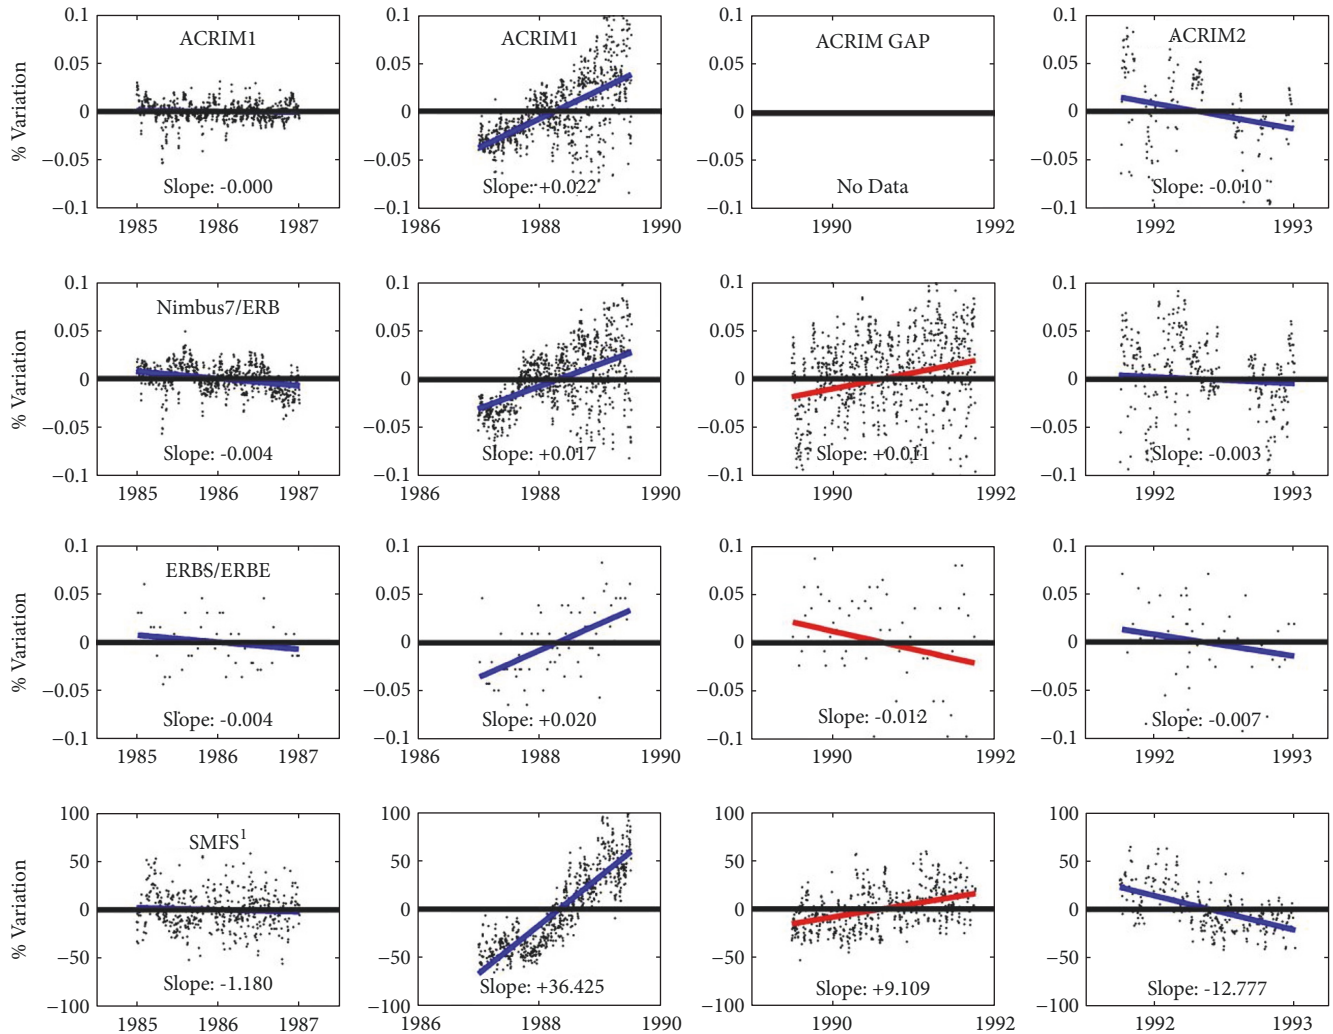 0.1 0.1 0.1 0.1
ACRIM1 ACRIM1 ACRIM GAP ACRIM2
0.05 0.05 0.05 0.05
% Variation
0 0 0 0
−0.05 −0.05 −0.05 −0.05
Slope: -0.000 Slope: +0.022 No Data Slope: -0.010
−0.1 −0.1 −0.1 −0.1
1985 1986 1987 1986 1988 1990 1990 1992 1992 1993
0.1 0.1 0.1 0.1
Nimbus7/ERB
0.05 0.05 0.05 0.05
% Variation
0 0 0 0
−0.05 −0.05 −0.05 −0.05
Slope: -0.004 Slope: +0.017 Slope: +0.011 Slope: -0.003
−0.1 −0.1 −0.1 −0.1
1985 1986 1987 1986 1988 1990 1990 1992 1992 1993
0.1 0.1 0.1 0.1
ERBS/ERBE
0.05 0.05 0.05 0.05
% Variation
0 0 0 0
−0.05 −0.05 −0.05 −0.05
Slope: -0.004 Slope: +0.020 Slope: -0.012 Slope: -0.007
−0.1 −0.1 −0.1 −0.1
1985 1986 1987 1986 1988 1990 1990 1992 1992 1993
100 100 100 100
SMFS¹
50 50 50 50
% Variation
0 0 0 0
−50 −50 −50 −50
Slope: -1.180 Slope: +36.425 Slope: +9.109 Slope: -12.777
−100 −100 −100 −100
1985 1986 1987 1986 1988 1990 1990 1992 1992 1993